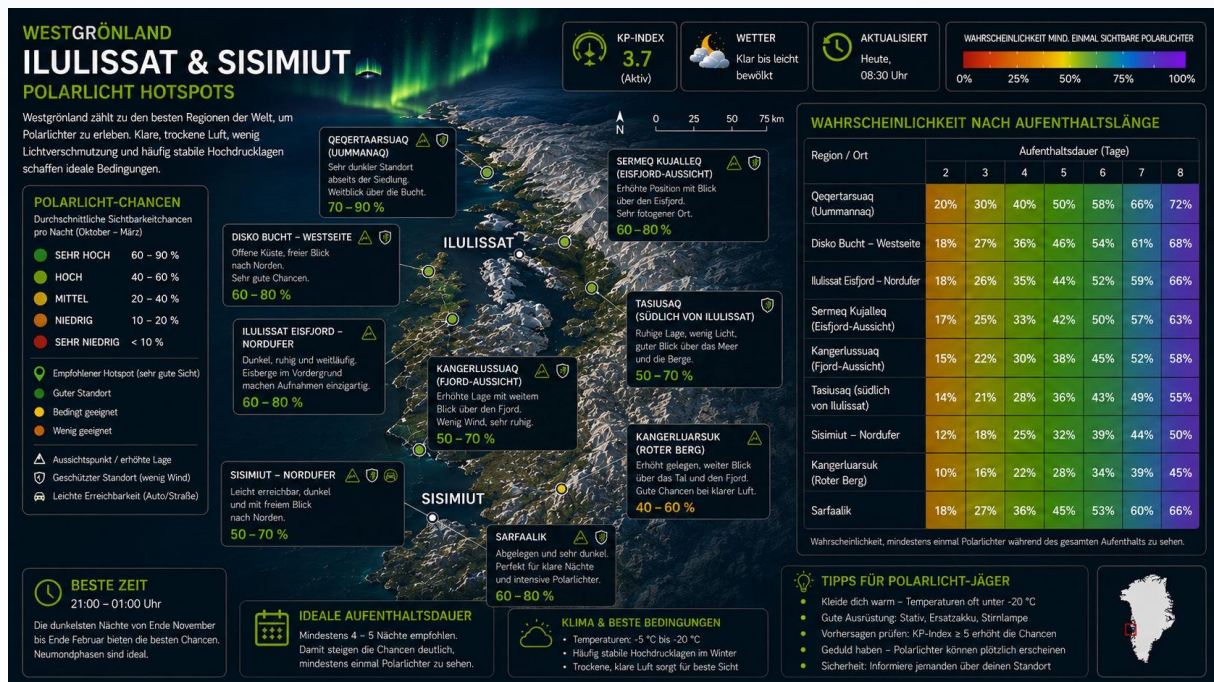 WESTGRÖNLAND
ILULISSAT & SISIMIUT
POLARLICHT HOTSPOTS
Westgrönland zählt zu den besten Regionen der Welt, um
Polarlichter zu erleben. Klare, trockene Luft, wenig
Lichtverschmutzung und häufig stabile Hochdrucklagen
schaffen ideale Bedingungen.
KP-INDEX
3.7
(Aktiv)
WETTER
Klar bis leicht
bewölkt
AKTUALISIERT
Heute,
08:30 Uhr
WAHRSCHEINLICHKEIT MIND. EINMAL SICHTBARE POLARLICHTER
0% 25% 50% 75% 100%
POLARLICHT-CHANCEN
Durchschnittliche Sichtbarkeitchancen
pro Nacht (Oktober – März)
SEHR HOCH 60 – 90 %
HOCH 40 – 60 %
MITTEL 20 – 40 %
NIEDRIG 10 – 20 %
SEHR NIEDRIG < 10 %
Empfohlener Hotspot (sehr gute Sicht)
Guter Standort
Bedingt geeignet
Wenig geeignet
Aussichtspunkt / erhöhte Lage
Geschützter Standort (wenig Wind)
Leichte Erreichbarkeit (Auto/Straße)
N
0 25 50 75 km
QEQERTAARSUAQ
(UUMMANAQ)
Sehr dunkler Standort
abseits der Siedlung.
Weitblick über die Bucht.
70 – 90 %
SERMEQ KUJALLEQ
(EISFJORD-AUSSICHT)
Erhöhte Position mit Blick
über den Eisfjord.
Sehr fotogener Ort.
60 – 80 %
DISKO BUCHT – WESTSEITE
Offene Küste, freier Blick
nach Norden.
Sehr gute Chancen.
60 – 80 %
ILULISSAT
TASIUSAQ
(SÜDLICH VON ILULISSAT)
Ruhige Lage, wenig Licht,
guter Blick über das Meer
und die Berge.
50 – 70 %
ILULISSAT EISFJORD –
NORDUFER
Dunkel, ruhig und weitläufig.
Eisberge im Vordergrund
machen Aufnahmen einzigartig.
60 – 80 %
KANGERLUSSUAQ
(FJORD-AUSSICHT)
Erhöhte Lage mit weitem
Blick über den Fjord.
Wenig Wind, sehr ruhig.
50 – 70 %
KANGERLUARSUK
(ROTER BERG)
Erhöht gelegen, weiter Blick
über das Tal und den Fjord.
Gute Chancen bei klarer Luft.
40 – 60 %
SISIMIUT – NORDUFER
Leicht erreichbar, dunkel
und mit freiem Blick
nach Norden.
50 – 70 %
SISIMIUT
SARFAALIK
Abgelegen und sehr dunkel.
Perfekt für klare Nächte
und intensive Polarlichter.
60 – 80 %
WAHRSCHEINLICHKEIT NACH AUFENTHALTSLÄNGE
Region / Ort
Aufenthaltsdauer (Tage)
2 3 4 5 6 7 8
Qeqertarsuaq
(Uummannaq)
20% 30% 40% 50% 58% 66% 72%
Disko Bucht – Westseite 18% 27% 36% 46% 54% 61% 68%
Ilulissat Eisfjord – Nordufer 18% 26% 35% 44% 52% 59% 66%
Sermeq Kujalleq
(Eisfjord-Aussicht)
17% 25% 33% 42% 50% 57% 63%
Kangerlussuaq
(Fjord-Aussicht)
15% 22% 30% 38% 45% 52% 58%
Tasiusaq (südlich
von Ilulissat)
14% 21% 28% 36% 43% 49% 55%
Sisimiut – Nordufer 12% 18% 25% 32% 39% 44% 50%
Kangerluarsuk
(Roter Berg)
10% 16% 22% 28% 34% 39% 45%
Sarfaalik 18% 27% 36% 45% 53% 60% 66%
Wahrscheinlichkeit, mindestens einmal Polarlichter während des gesamten Aufenthalts zu sehen.
BESTE ZEIT
21:00 – 01:00 Uhr
Die dunkelsten Nächte von Ende November
bis Ende Februar bieten die besten Chancen.
Neumondphasen sind ideal.
IDEALE AUFENTHALTSDAUER
Mindestens 4 – 5 Nächte empfohlen.
Damit steigen die Chancen deutlich,
mindestens einmal Polarlichter zu sehen.
KLIMA & BESTE BEDINGUNGEN
• Temperaturen: -5 °C bis -20 °C
• Häufig stabile Hochdrucklagen im Winter
• Trockene, klare Luft sorgt für beste Sicht
TIPPS FÜR POLARLICHT-JÄGER
• Kleide dich warm – Temperaturen oft unter -20 °C
• Gute Ausrüstung: Stativ, Ersatzakku, Stirnlampe
• Vorhersagen prüfen: KP-Index ≥ 5 erhöht die Chancen
• Geduld haben – Polarlichter können plötzlich erscheinen
• Sicherheit: Informiere jemanden über deinen Standort